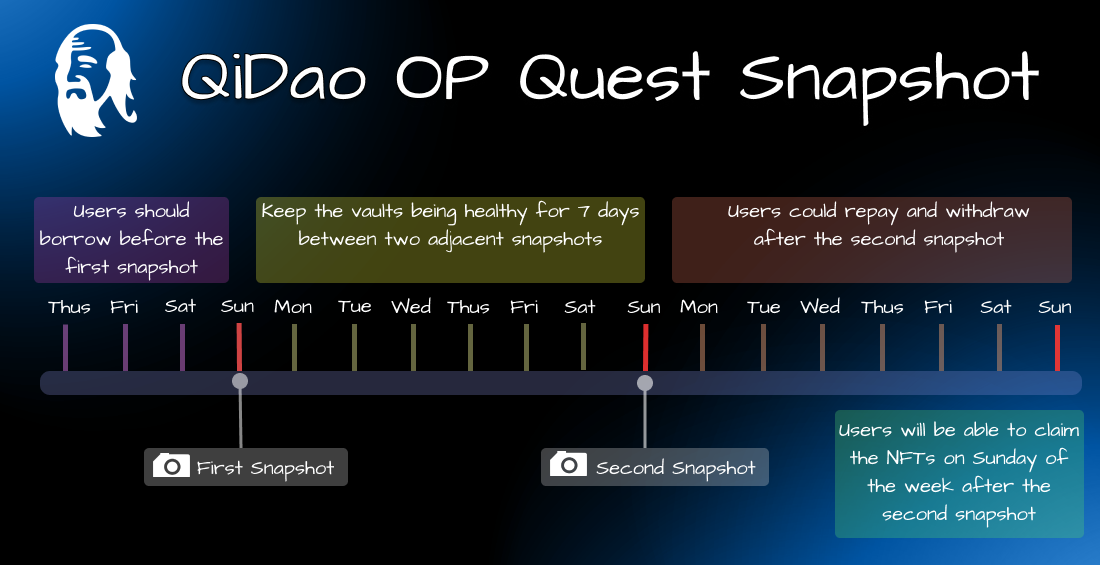 QiDao OP Quest Snapshot
Users should
borrow before the
first snapshot
Keep the vaults being healthy for 7 days
between two adjacent snapshots
Users could repay and withdraw
after the second snapshot
Thus Fri Sat Sun Mon Tue Wed Thus Fri Sat Sun Mon Tue Wed Thus Fri Sat Sun
First Snapshot
Second Snapshot
Users will be able to claim
the NFTs on Sunday of
the week after the
second snapshot